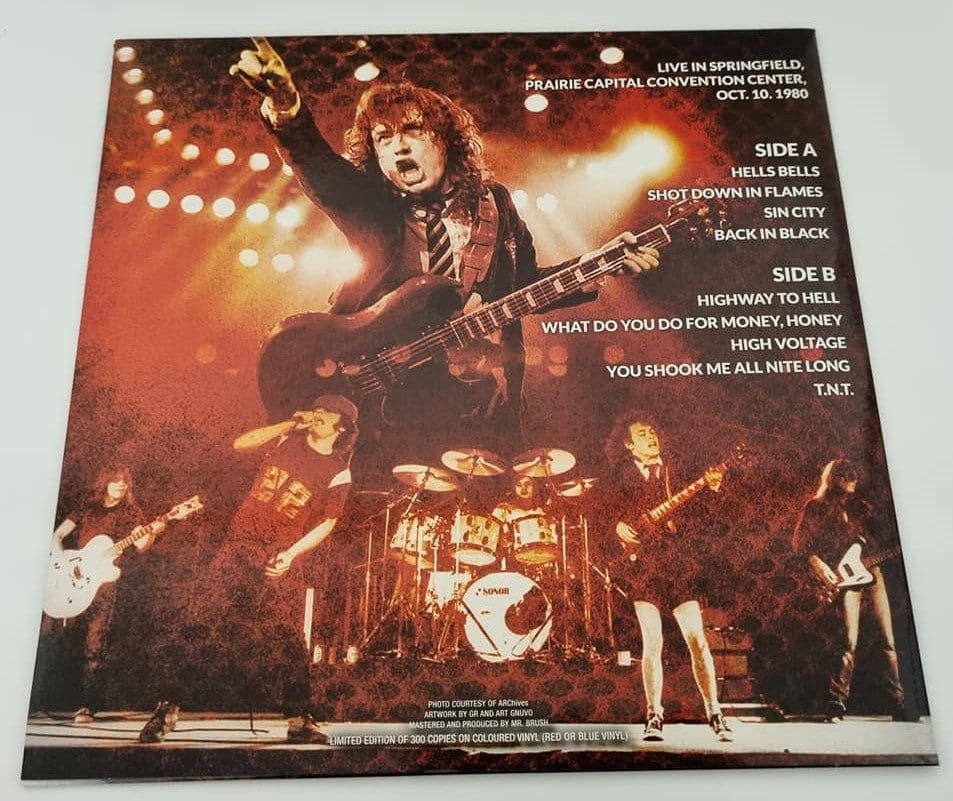 LIVE IN SPRINGFIELD,
PRAIRIE CAPITAL CONVENTION CENTER,
OCT. 10. 1980
SIDE A
HELLS BELLS
SHOT DOWN IN FLAMES
SIN CITY
BACK IN BLACK
SIDE B
HIGHWAY TO HELL
WHAT DO YOU DO FOR MONEY, HONEY
HIGH VOLTAGE
YOU SHOOK ME ALL NITE LONG
T.N.T.
SONOR
PHOTO COURTESY OF ARChives
ARTWORK BY GR AND ART GNUVO
MASTERED AND PRODUCED BY MR. BRUSH
LIMITED EDITION OF 300 COPIES ON COLOURED VINYL (RED OR BLUE VINYL)